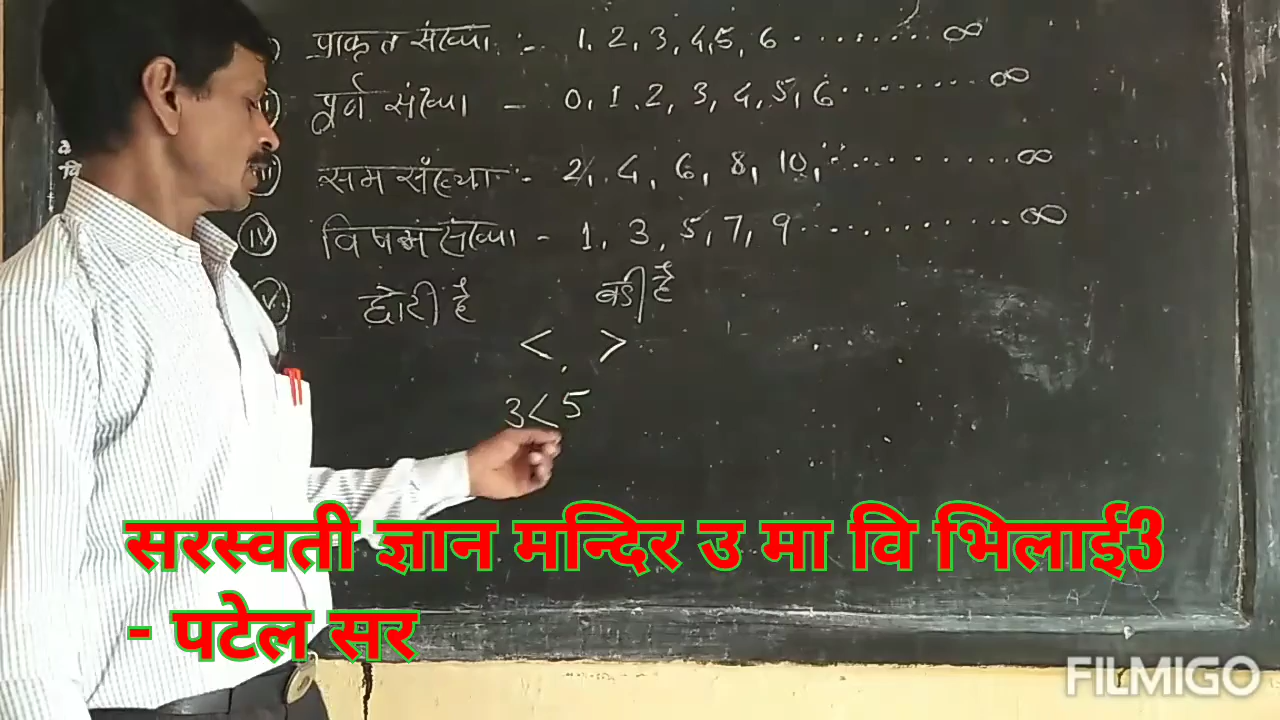 प्राकृत संख्या :- 1, 2, 3, 4, 5, 6 ........ ∞
पूर्ण संख्या - 0, 1, 2, 3, 4, 5, 6 ........ ∞
सम संख्या :- 2, 4, 6, 8, 10, .......... ∞
(iv) विषम संख्या - 1, 3, 5, 7, 9 ............ ∞
छोटी है बडी है
< >
3 < 5
सरस्वती ज्ञान मन्दिर उ मा वि भिलाई3
- पटेल सर
FILMIGO